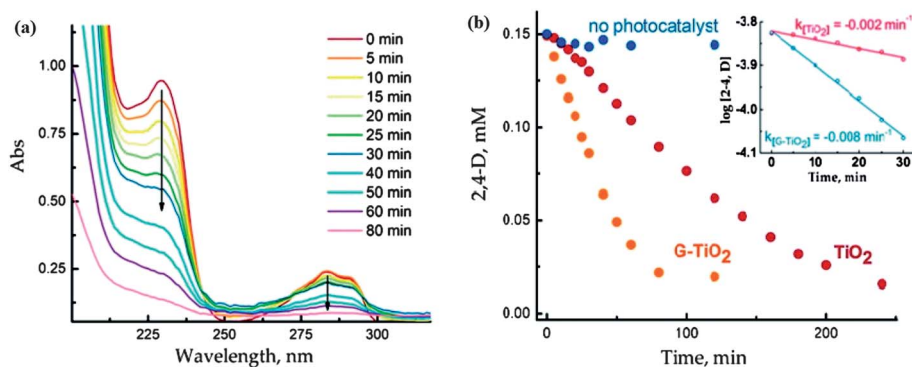 (a)
1.00
0.75
0.50
0.25
Abs
225
250
275
300
Wavelength, nm
0 min
5 min
10 min
15 min
20 min
25 min
30 min
40 min
50 min
60 min
80 min
(b)
0.20
0.15
0.10
0.05
0.00
2,4-D, mM
0
100
200
Time, min
no photocatalyst
G-TiO2
TiO2
k[TiO2] = -0.002 min-1
k[G-TiO2] = -0.008 min-1
-3.8
-3.9
-4.0
-4.1
log [2-4, D]
0
10
20
30
Time, min